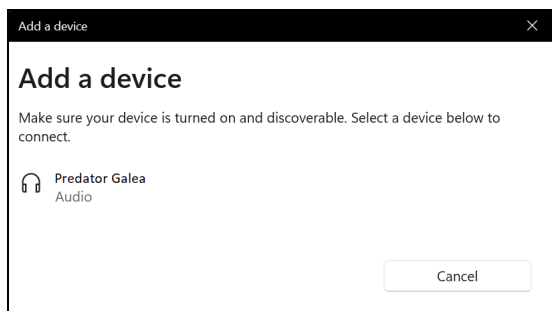 Add a device
Add a device
Make sure your device is turned on and discoverable. Select a device below to
connect.
Predator Galea
Audio
Cancel